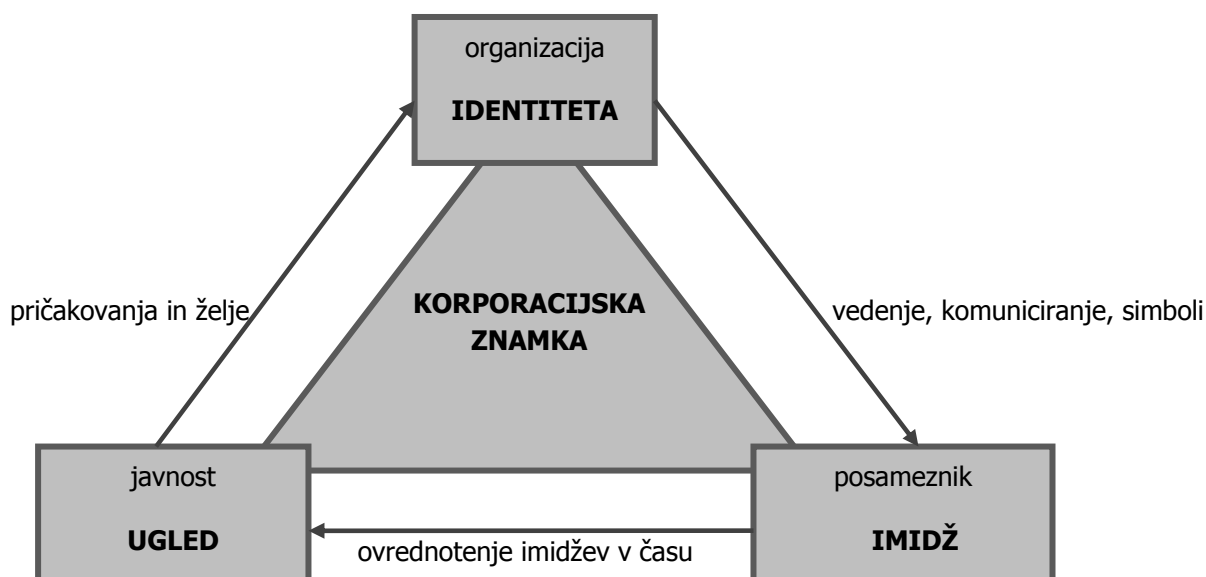 organizacija
IDENTITETA
pričakovanja in želje
KORPORACIJSKA
ZNAMKA
vedenje, komuniciranje, simboli
javnost
UGLED
ovrednotenje imidžev v času
posameznik
IMIDŽ